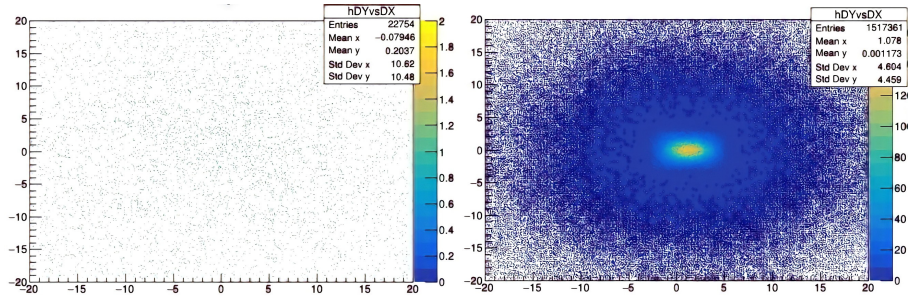 hDYvsDX
Entries 22754
Mean x -0.07946
Mean y 0.2037
Std Dev x 10.62
Std Dev y 10.48
20
15
10
5
0
-5
-10
-15
-20
-20 -15 -10 -5 0 5 10 15 20
2
1.8
1.6
1.4
1.2
1
0.8
0.6
0.4
0.2
0
hDYvsDX
Entries 1517361
Mean x 1.078
Mean y 0.001173
Std Dev x 4.604
Std Dev y 4.459
20
15
10
5
0
-5
-10
-15
-20
-20 -15 -10 -5 0 5 10 15 20
120
100
80
60
40
20
0